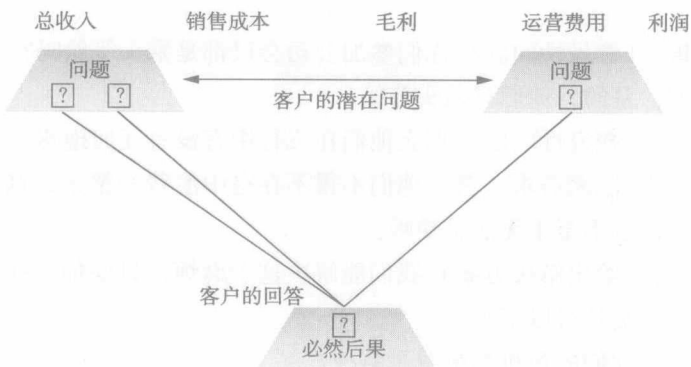 总收入 销售成本 毛利 运营费用 利润
问题 问题
? ? ?
客户的潜在问题
客户的回答
?
必然后果